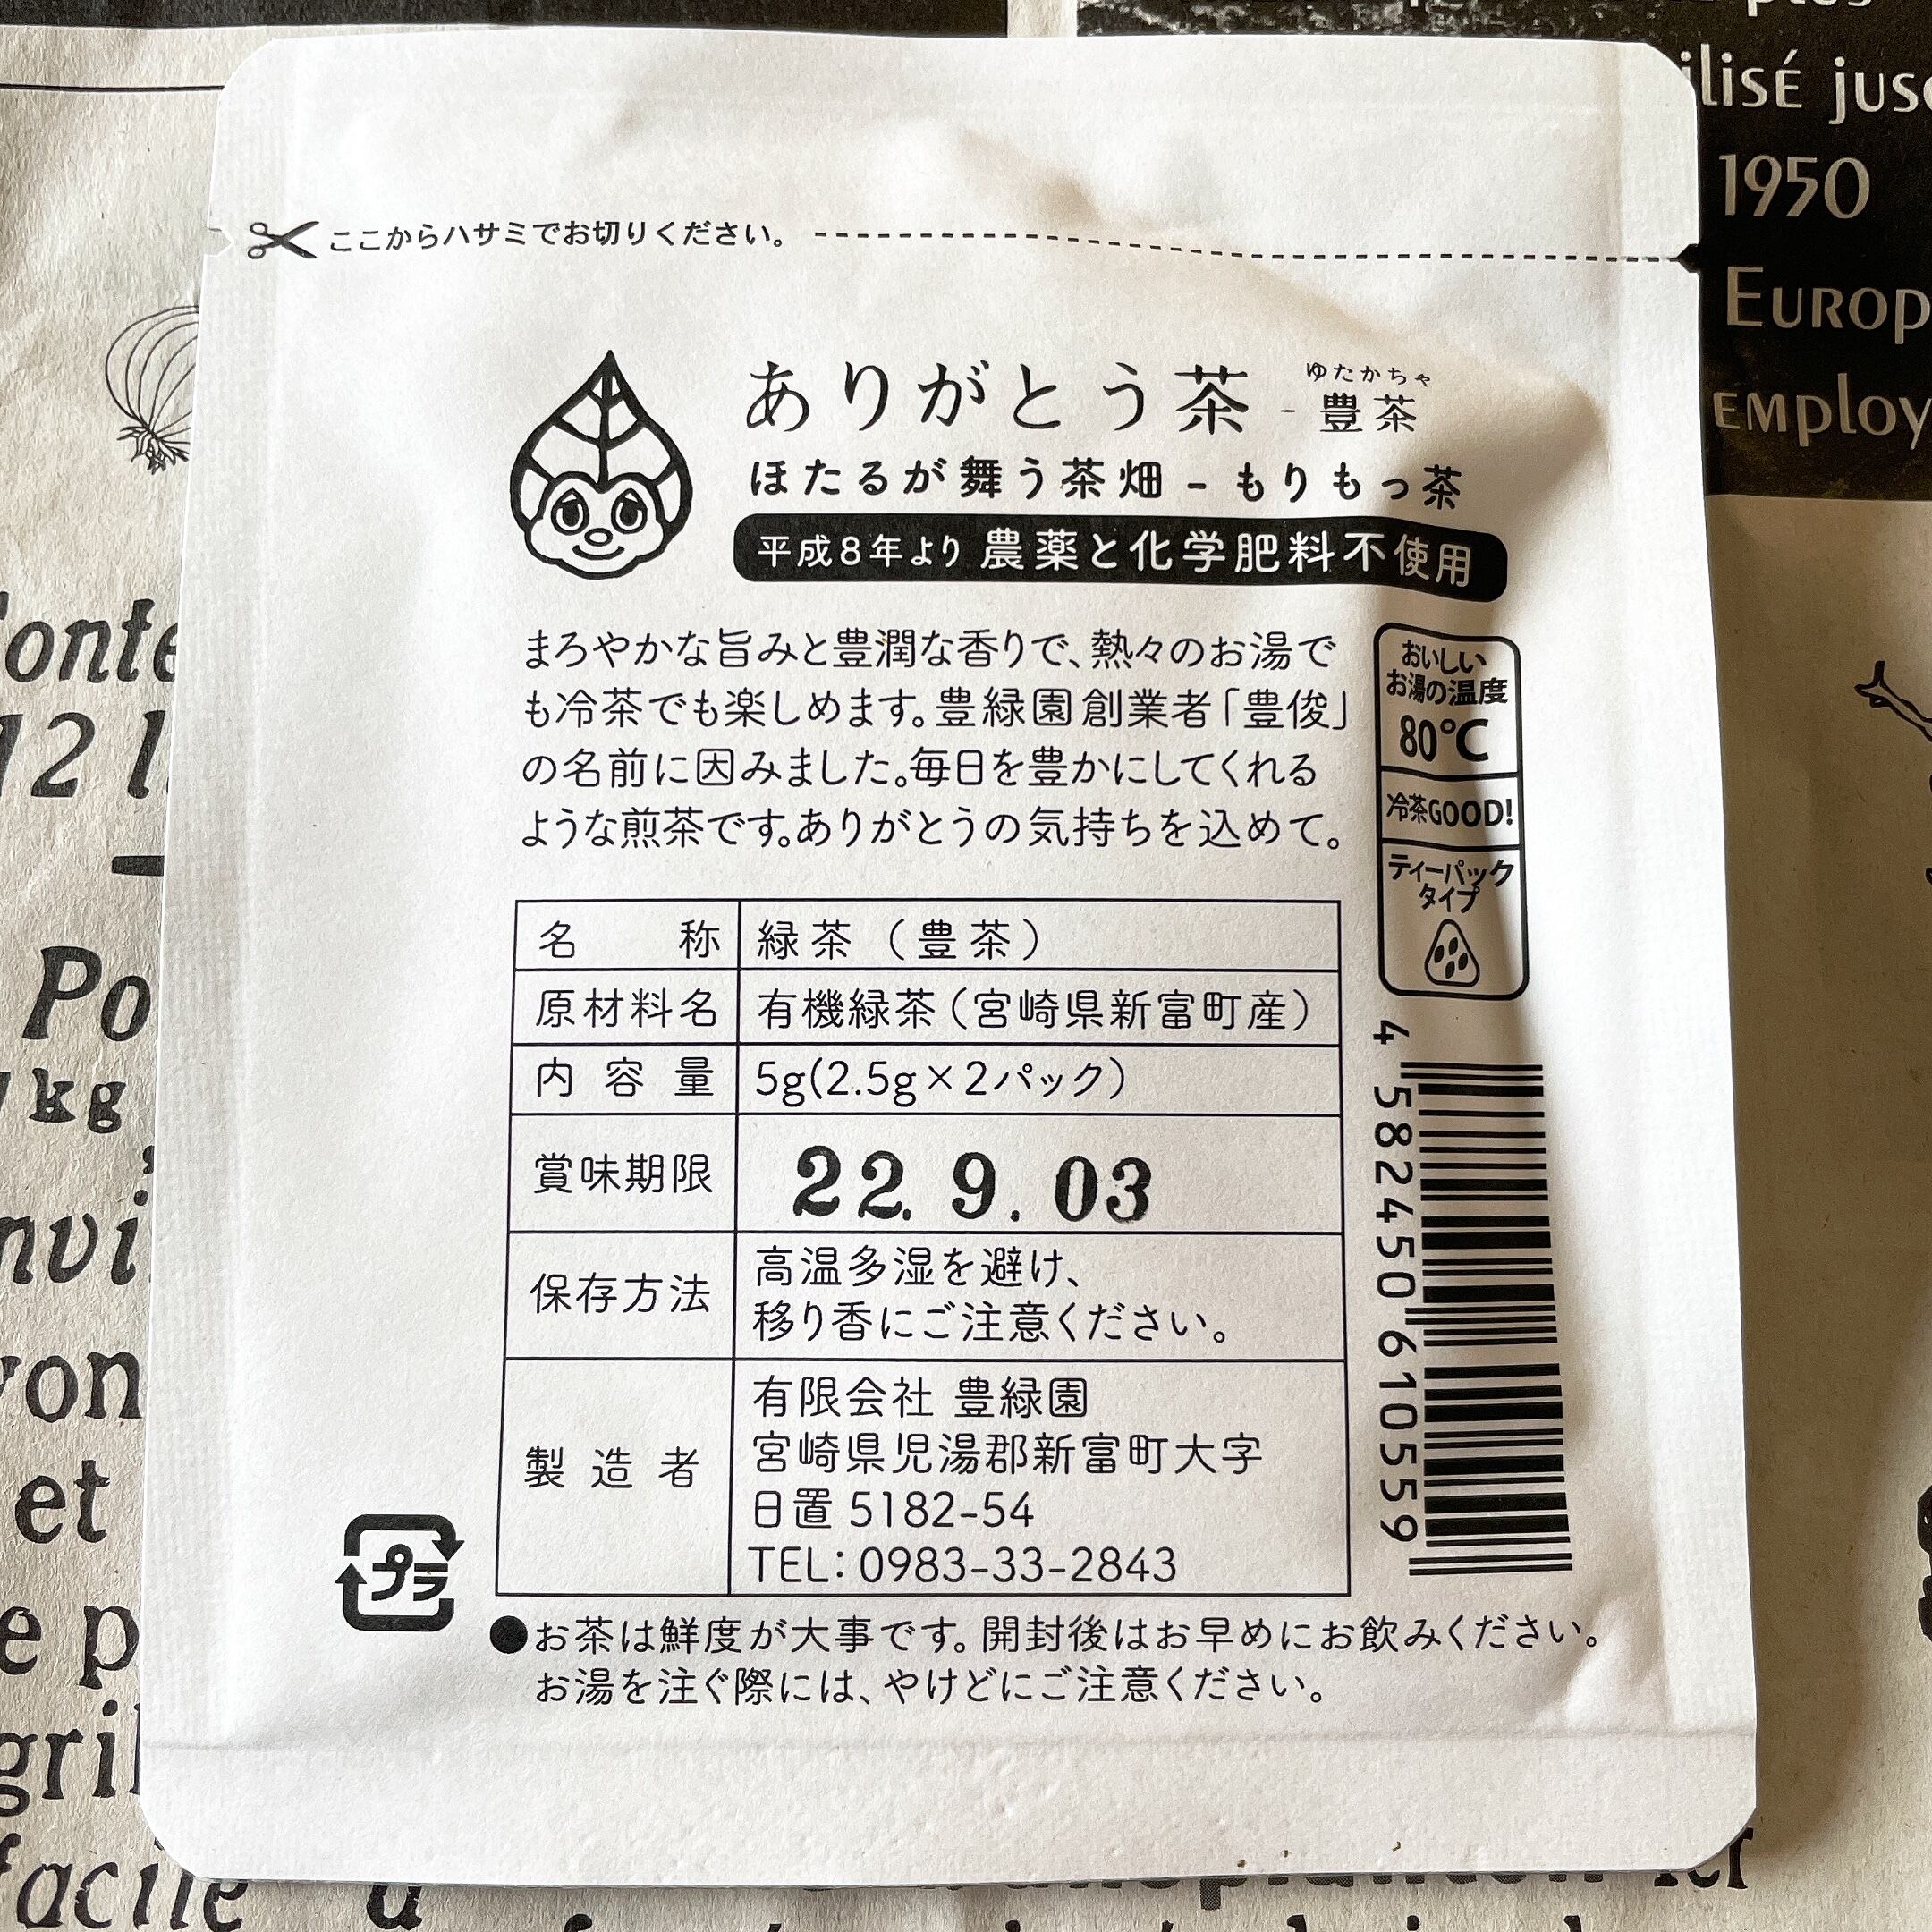 plus
ilisé jusq
1950
Europ
employ
ここからハサミでお切りください。
ありがとう茶 - 豊茶
ゆたかちゃ
ほたるが舞う茶畑 - もりもっ茶
平成8年より 農薬と化学肥料不使用
まろやかな旨みと豊潤な香りで、熱々のお湯で
も冷茶でも楽しめます。豊緑園創業者「豊俊」
の名前に因みました。毎日を豊かにしてくれる
ような煎茶です。ありがとうの気持ちを込めて。
おいしい
お湯の温度
80℃
冷茶GOOD!
ティーパック
タイプ
名称 緑茶（豊茶）
原材料名 有機緑茶（宮崎県新富町産）
内容量 5g(2.5g×2パック)
賞味期限 22. 9. 03
保存方法 高温多湿を避け、
移り香にご注意ください。
製造者 有限会社 豊緑園
宮崎県児湯郡新富町大字
日置 5182-54
TEL: 0983-33-2843
4 582450 610559
プラ
●お茶は鮮度が大事です。開封後はお早めにお飲みください。
お湯を注ぐ際には、やけどにご注意ください。
onte
12 l
Po
kg
nvi
von
et
e p
gril
facile